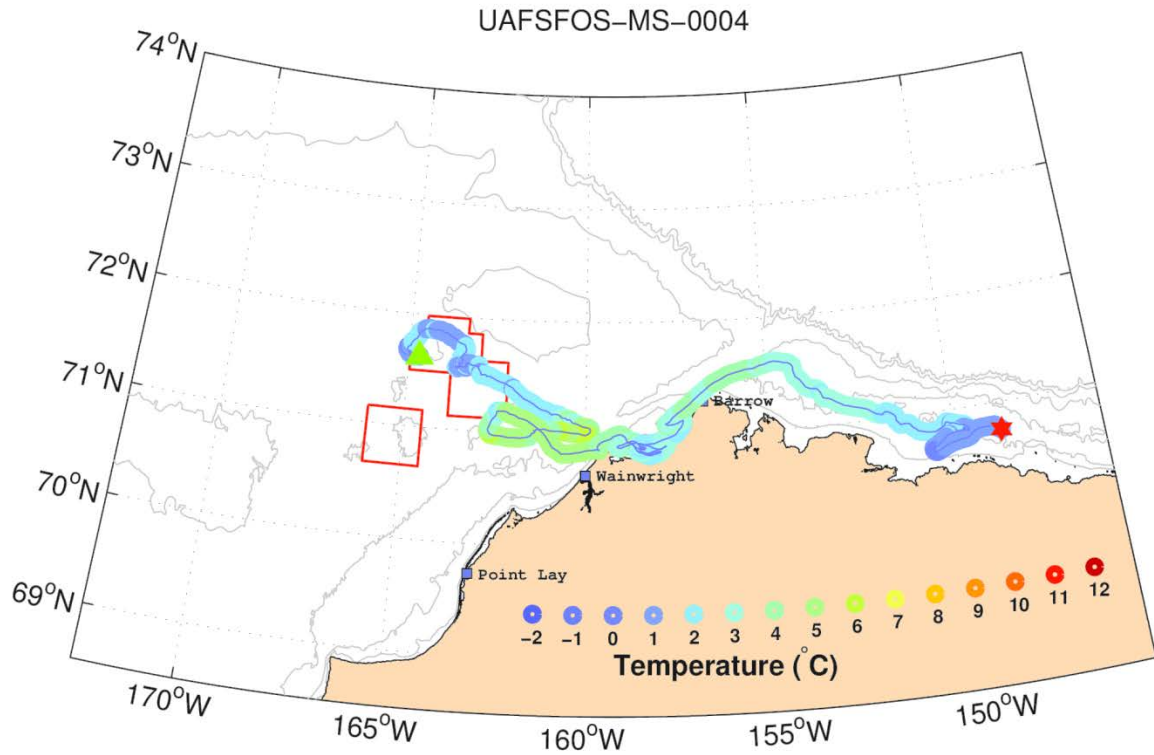 UAFSFOS−MS−0004
74°N
73°N
72°N
71°N
70°N
69°N
Barrow
Wainwright
Point Lay
−2 −1 0 1 2 3 4 5 6 7 8 9 10 11 12
Temperature (°C)
170°W 165°W 160°W 155°W 150°W